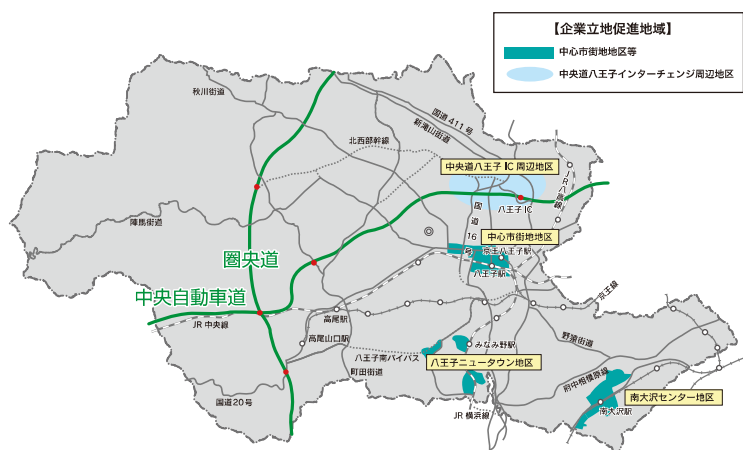 【企業立地促進地域】
中心市街地地区等
中央道八王子インターチェンジ周辺地区
秋川街道
国道411号
新滝山街道
北西部幹線
中央道八王子IC周辺地区
JR八高線
八王子IC
陣馬街道
国道16号
中心市街地地区
京王八王子駅
八王子駅
圏央道
中央自動車道
京王線
JR中央線
高尾駅
高尾山口駅
みなみ野駅
野猿街道
八王子南バイパス
八王子ニュータウン地区
町田街道
府中相模原線
国道20号
JR横浜線
南大沢センター地区
南大沢駅